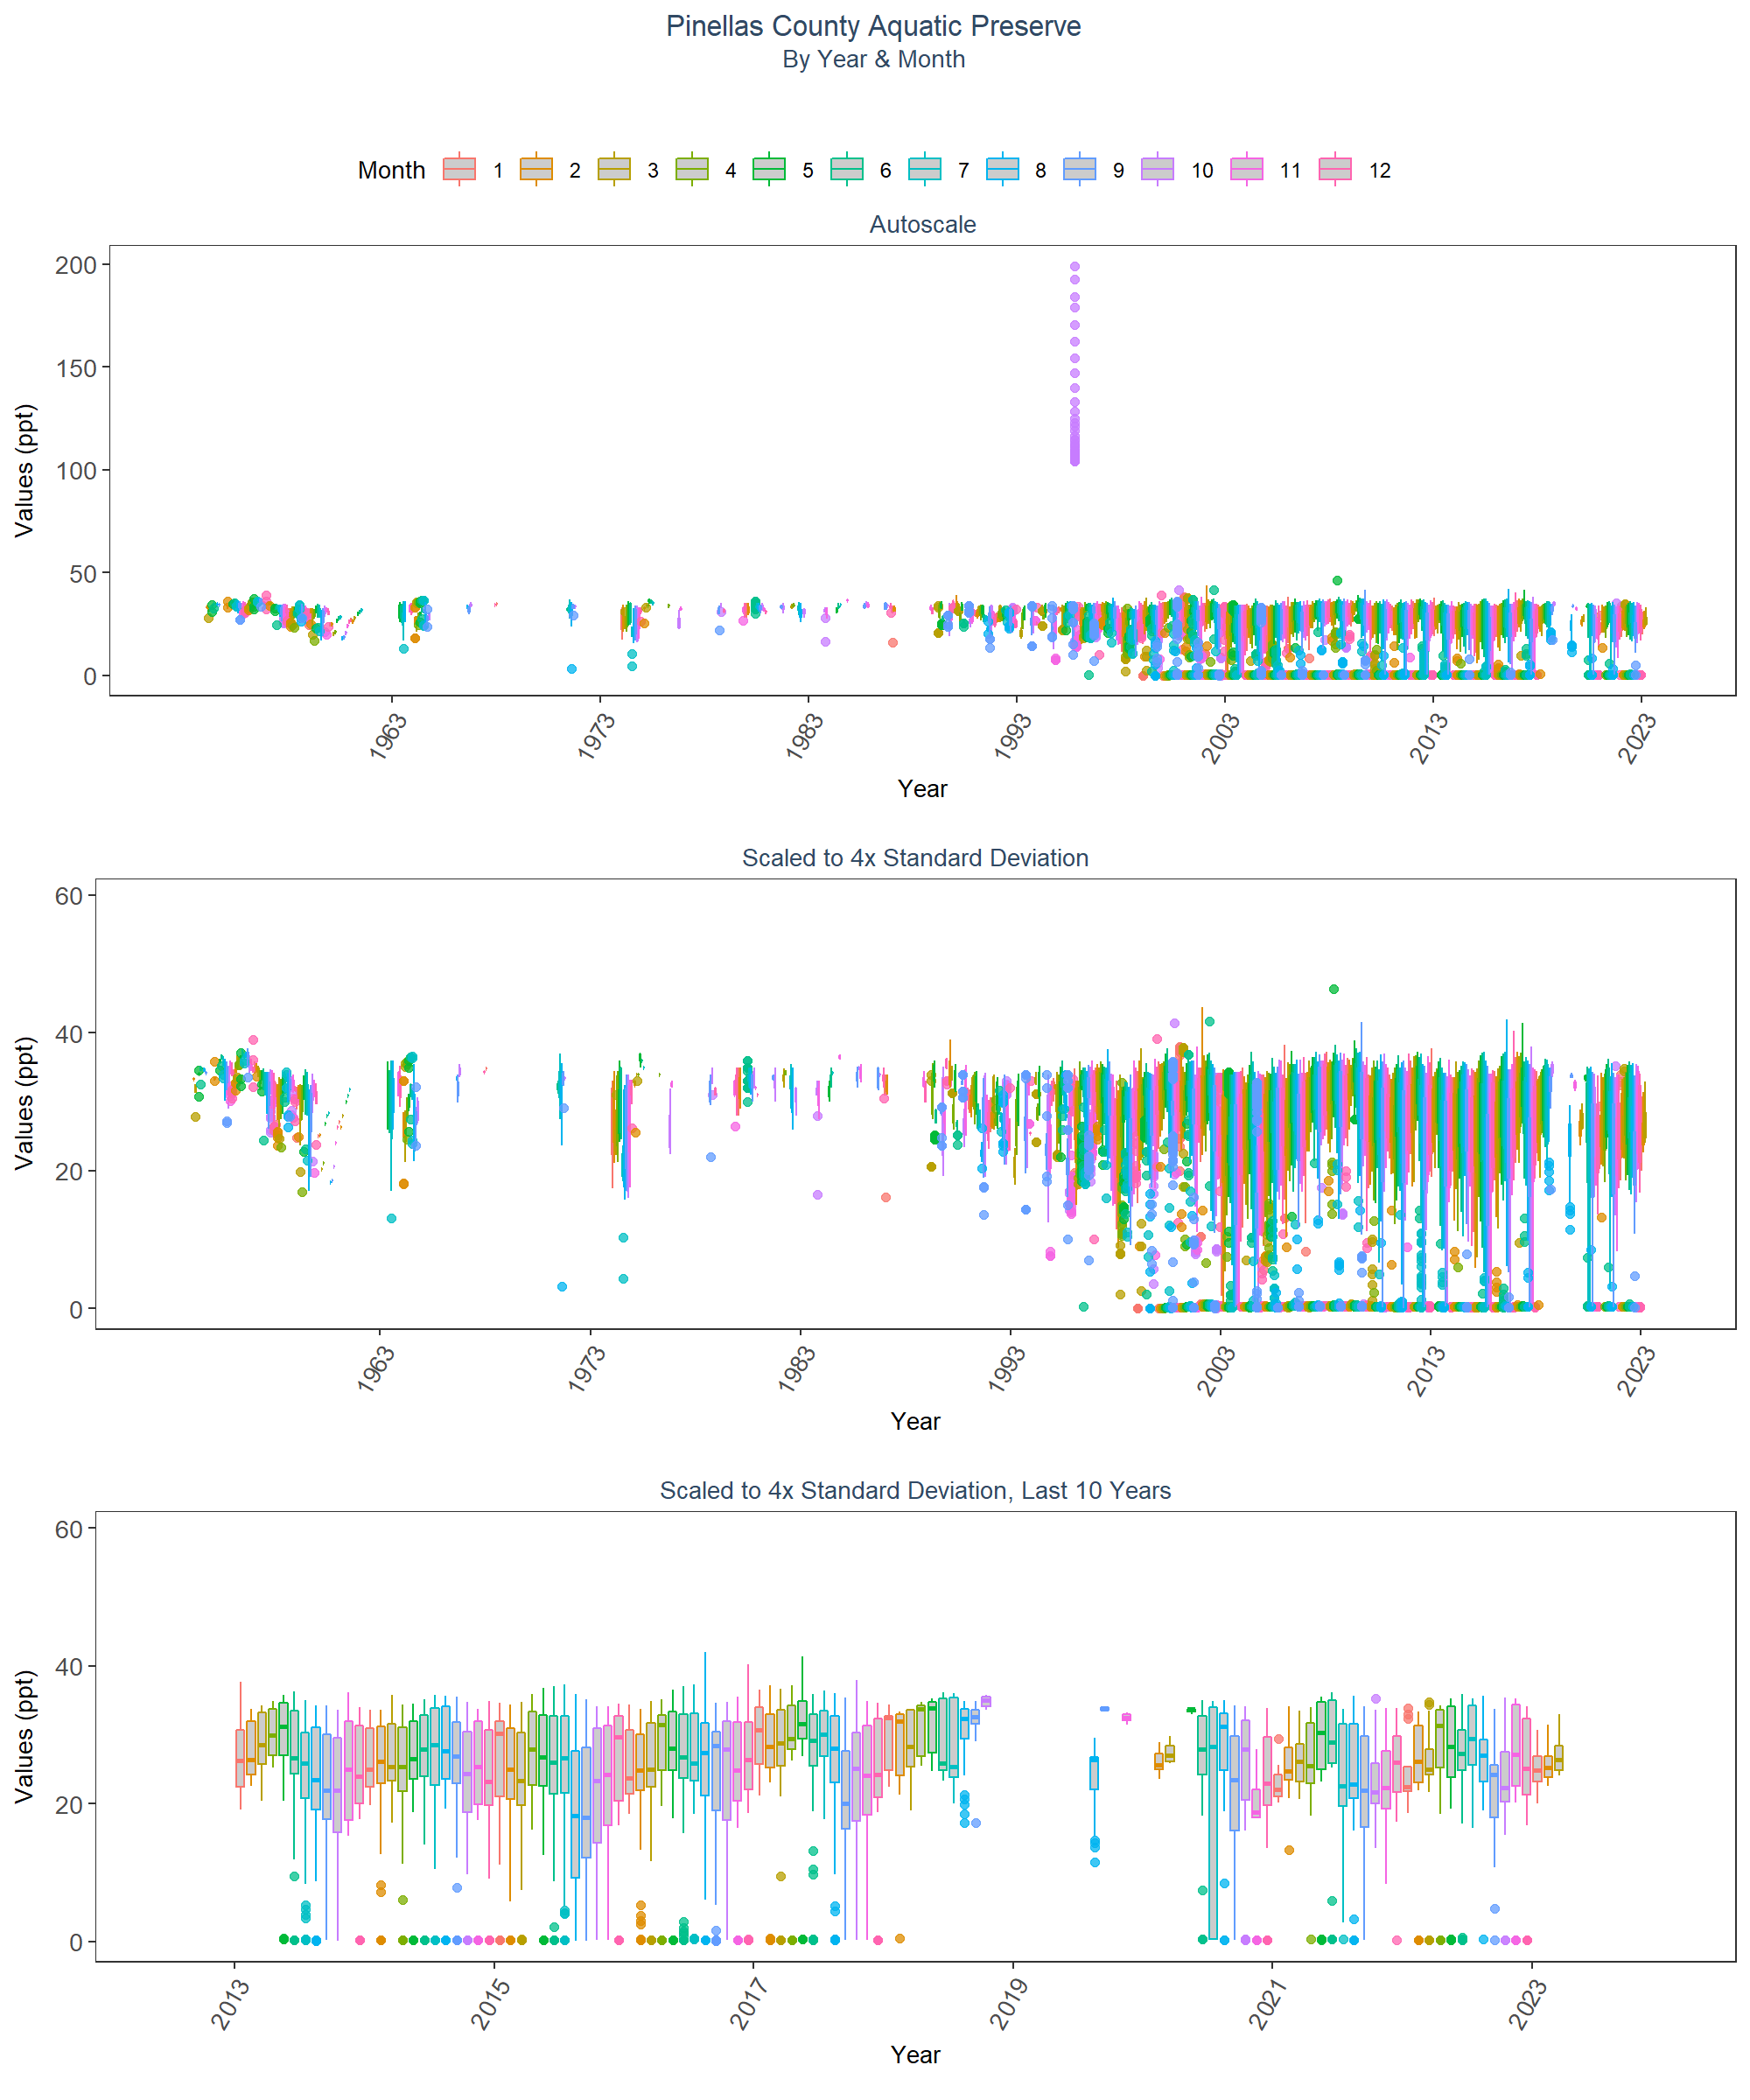 Pinellas County Aquatic Preserve
By Year & Month
Month 1 2 3 4 5 6 7 8 9 10 11 12
Autoscale
200
150
100
50
0
Values (ppt)
1963 1973 1983 1993 2003 2013 2023
Year
Scaled to 4x Standard Deviation
60
40
20
0
Values (ppt)
1963 1973 1983 1993 2003 2013 2023
Year
Scaled to 4x Standard Deviation, Last 10 Years
60
40
20
0
Values (ppt)
2013 2015 2017 2019 2021 2023
Year